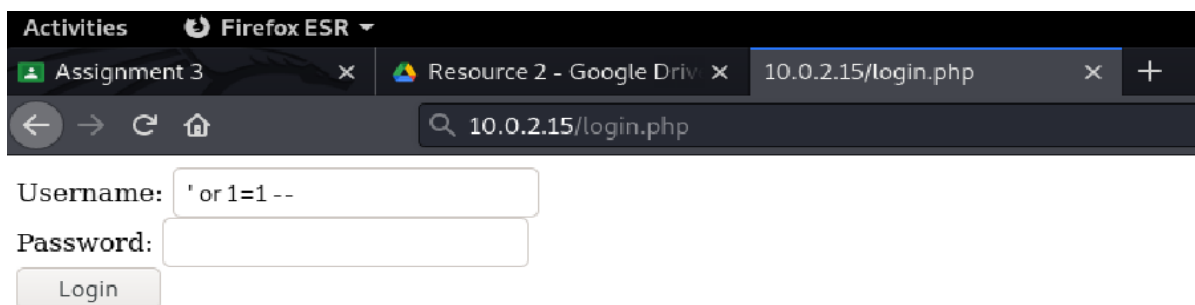 Activities Firefox ESR
Assignment 3 Resource 2 - Google Driv 10.0.2.15/login.php
10.0.2.15/login.php
Username: ' or 1=1 --
Password:
Login